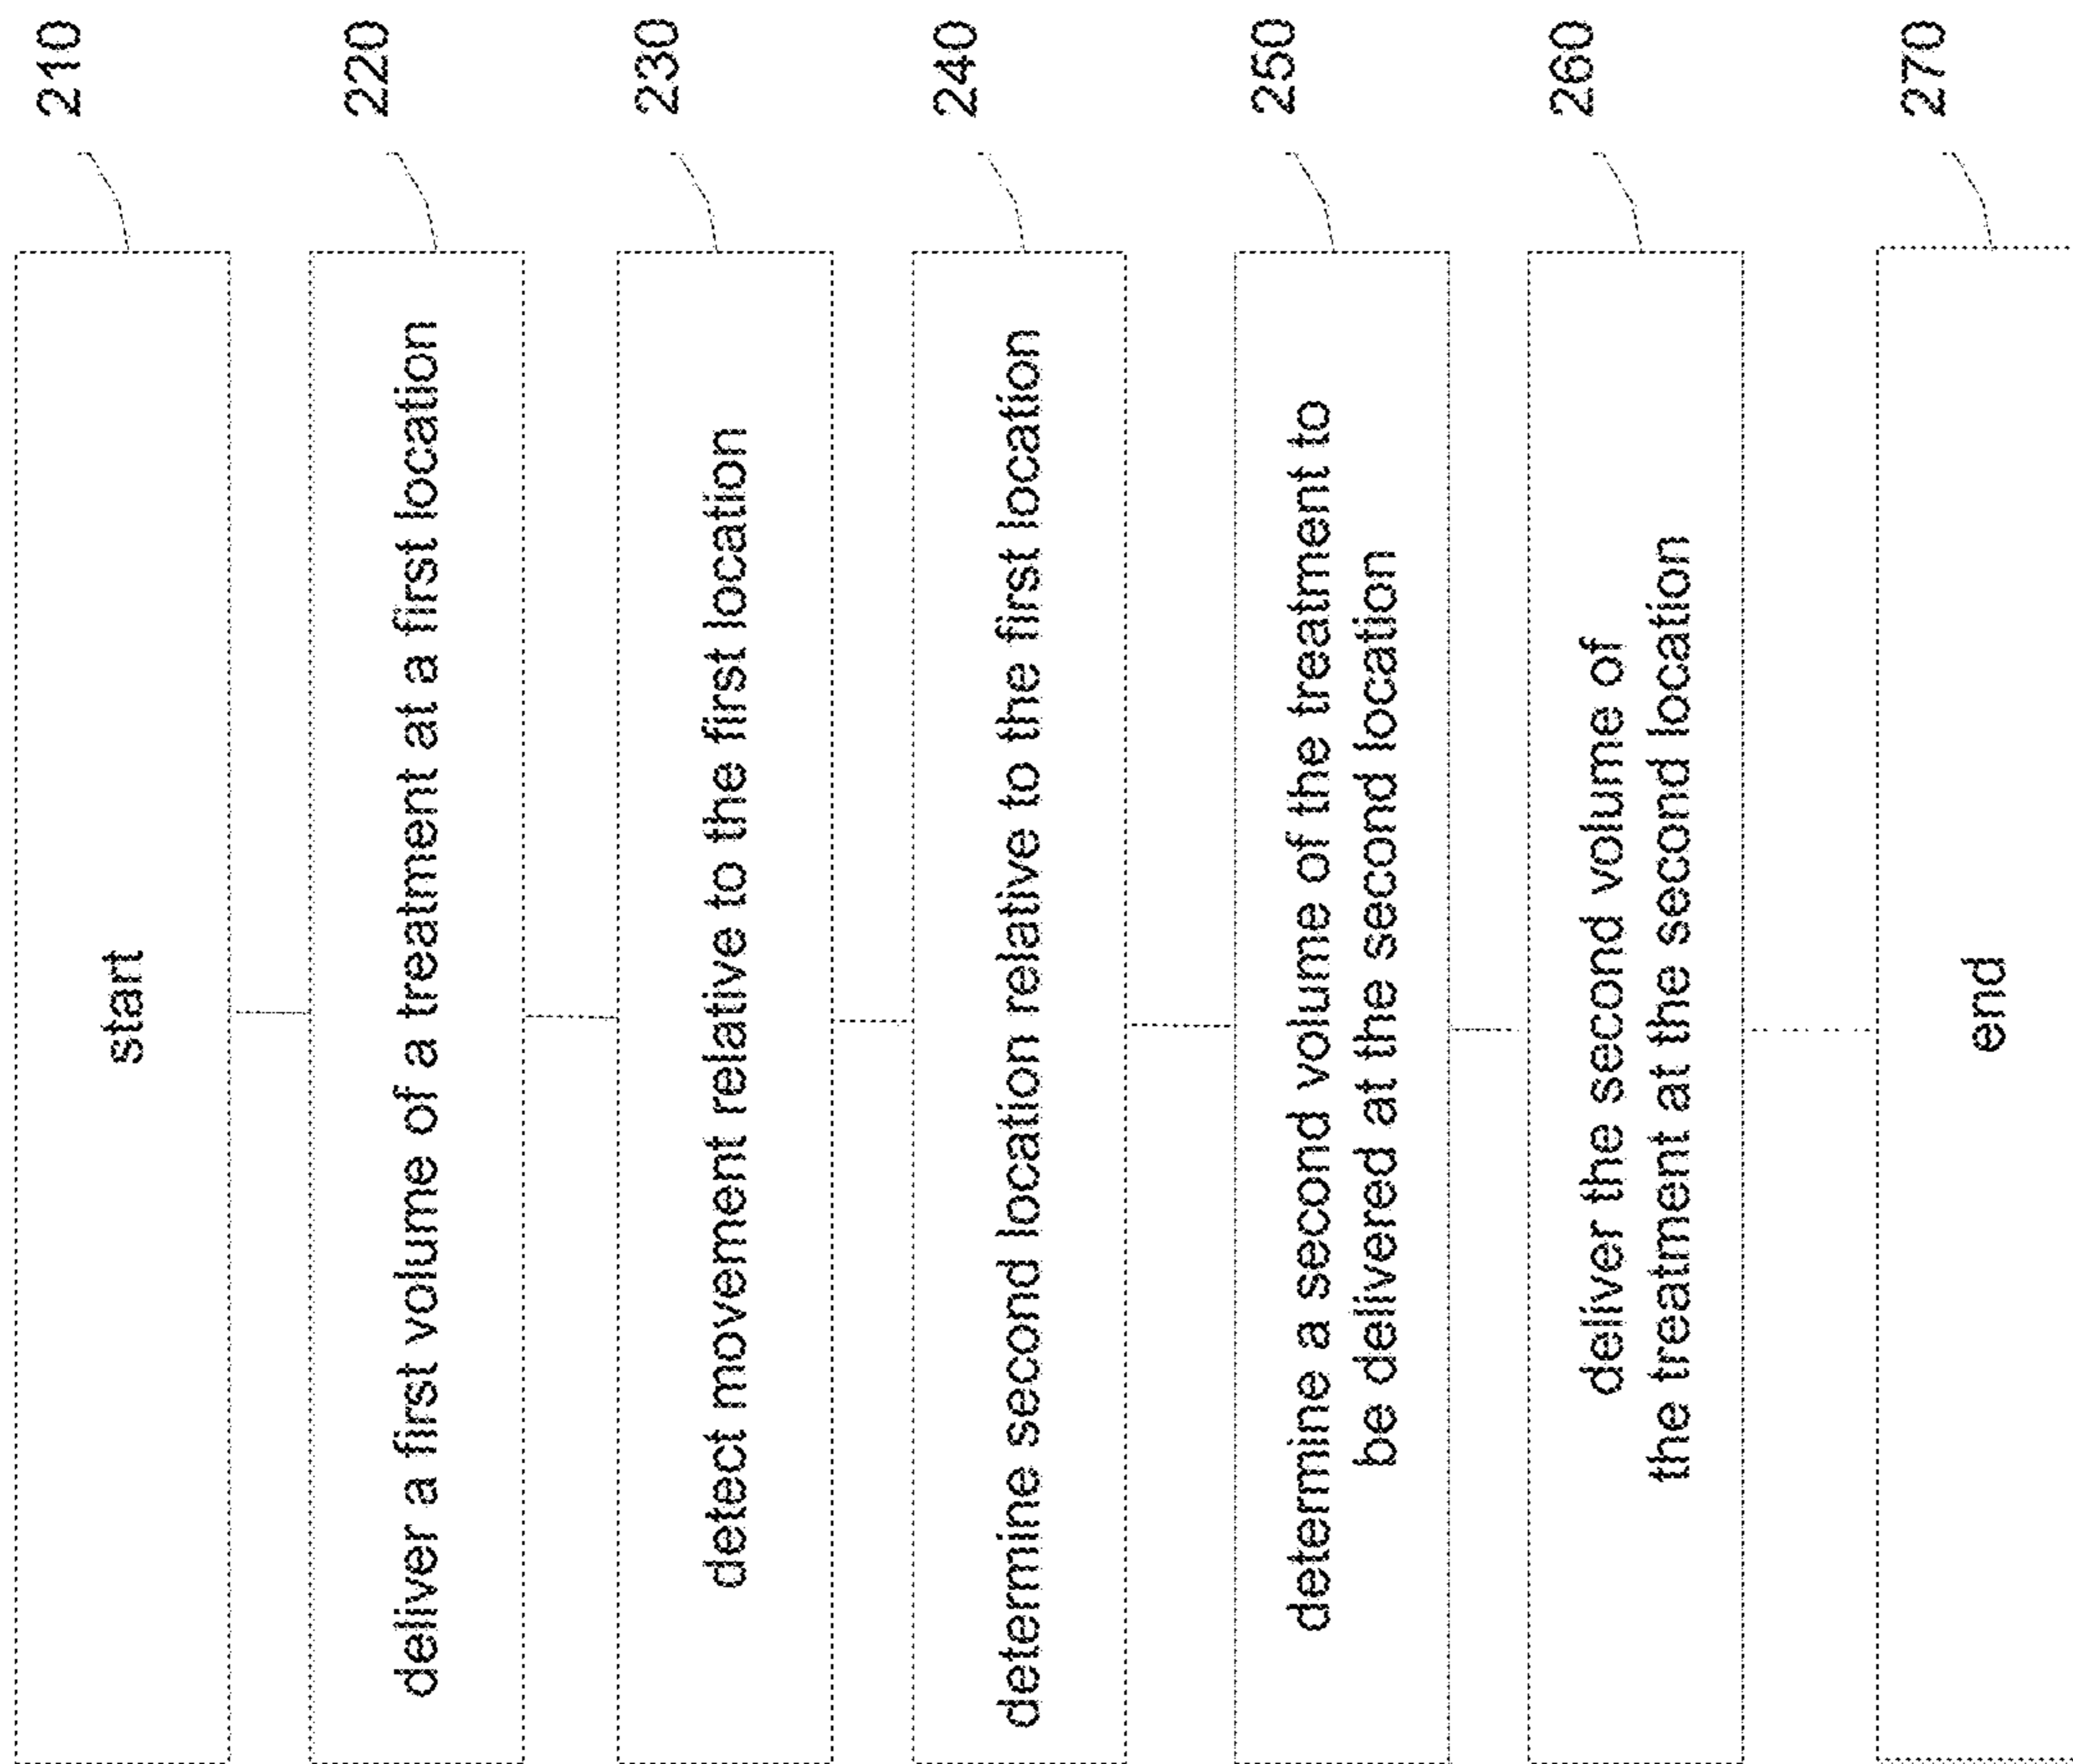 start
210
deliver a first volume of a treatment at a first location
220
detect movement relative to the first location
230
determine second location relative to the first location
240
determine a second volume of the treatment to
be delivered at the second location
250
deliver the second volume of
the treatment at the second location
260
end
270